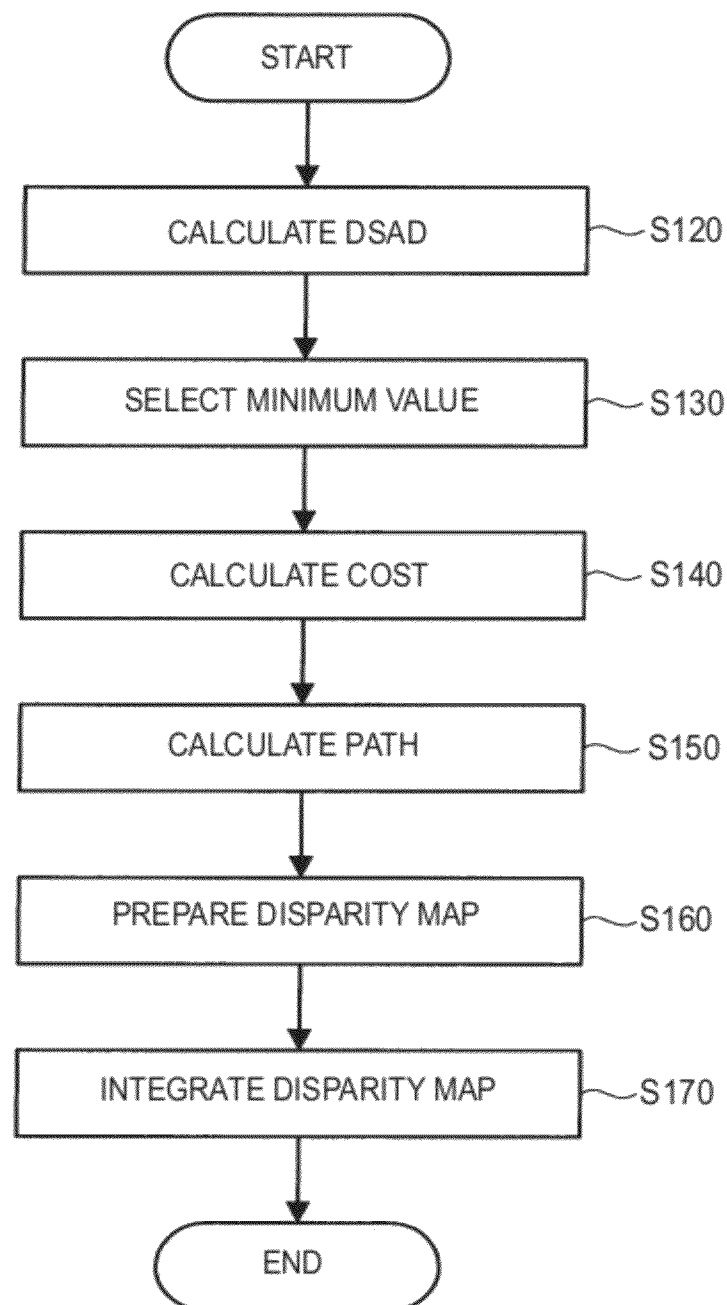 START
CALCULATE DSAD
S120
SELECT MINIMUM VALUE
S130
CALCULATE COST
S140
CALCULATE PATH
S150
PREPARE DISPARITY MAP
S160
INTEGRATE DISPARITY MAP
S170
END